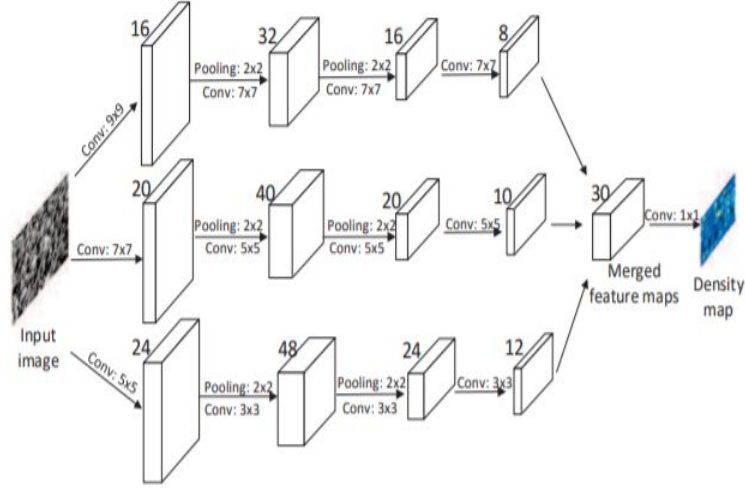 16
32
16
8
Pooling: 2x2
Conv: 7x7
Pooling: 2x2
Conv: 7x7
Conv: 7x7
Conv: 9x9
20
40
20
10
30
Conv: 7x7
Pooling: 2x2
Conv: 5x5
Pooling: 2x2
Conv: 5x5
Conv: 5x5
Conv: 1x1
Merged
feature maps
Density
map
Input
image
Conv: 5x5
24
48
24
12
Pooling: 2x2
Conv: 3x3
Pooling: 2x2
Conv: 3x3
Conv: 3x3